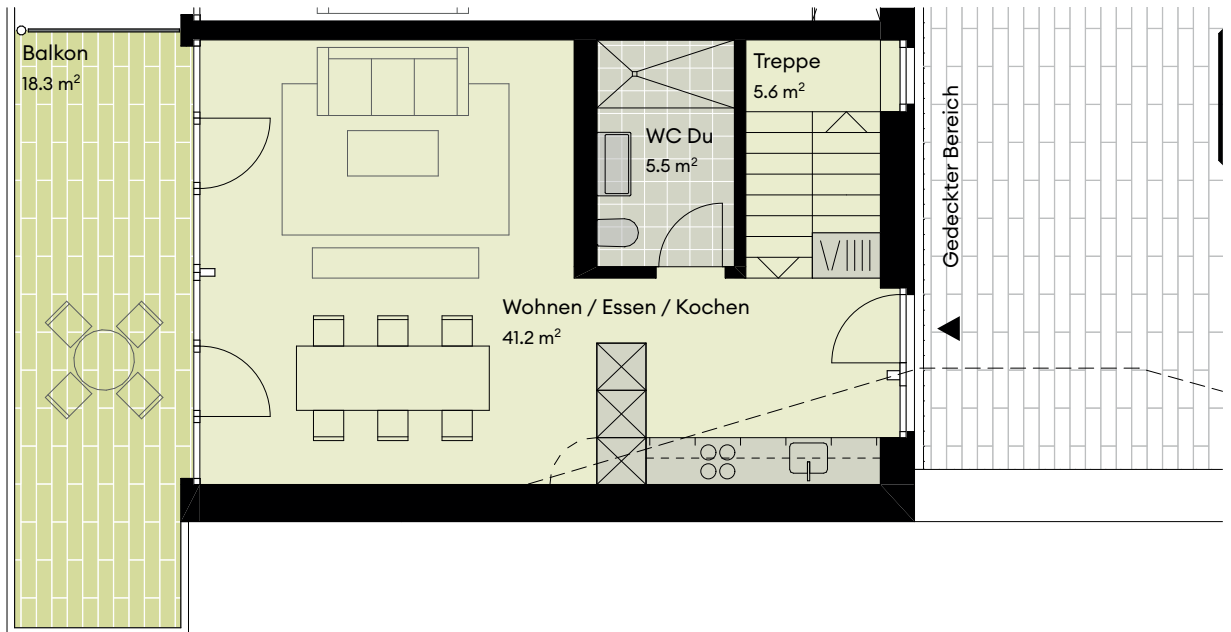 Balkon
18.3 m²
Treppe
5.6 m²
WC Du
5.5 m²
Gedeckter Bereich
Wohnen / Essen / Kochen
41.2 m²